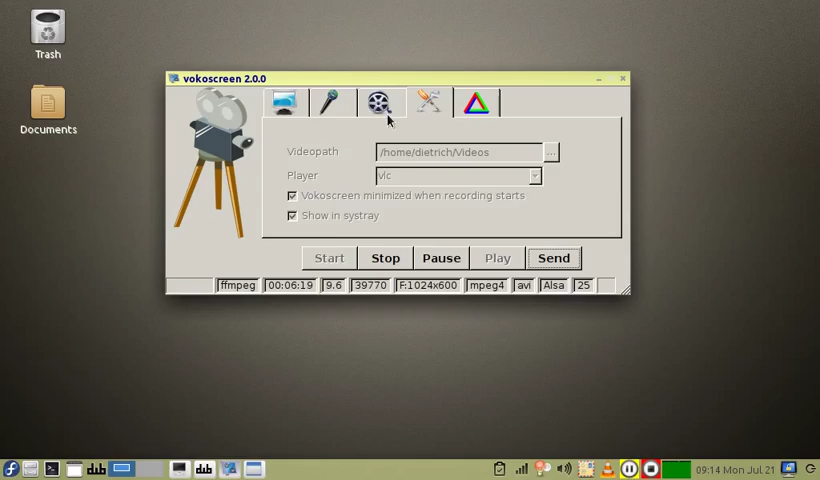 Trash
Documents
vokoscreen 2.0.0
Videopath /home/dietrich/Videos ...
Player vlc
Vokoscreen minimized when recording starts
Show in systray
Start Stop Pause Play Send
ffmpeg 00:06:19 9.6 39770 F:1024x600 mpeg4 avi Alsa 25
dub dub 09:14 Mon Jul 21